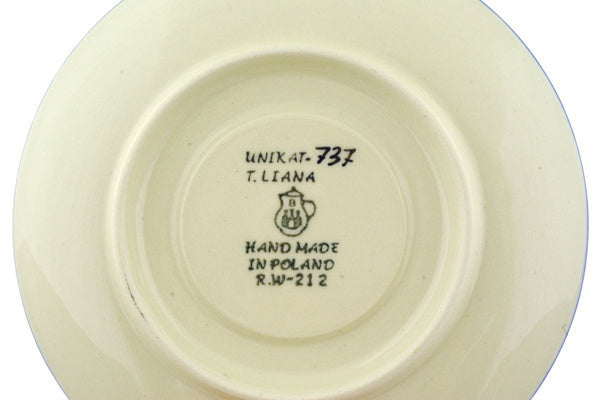 UNIKAT-737
T. LIANA
B
HAND MADE
IN POLAND
R.W-212